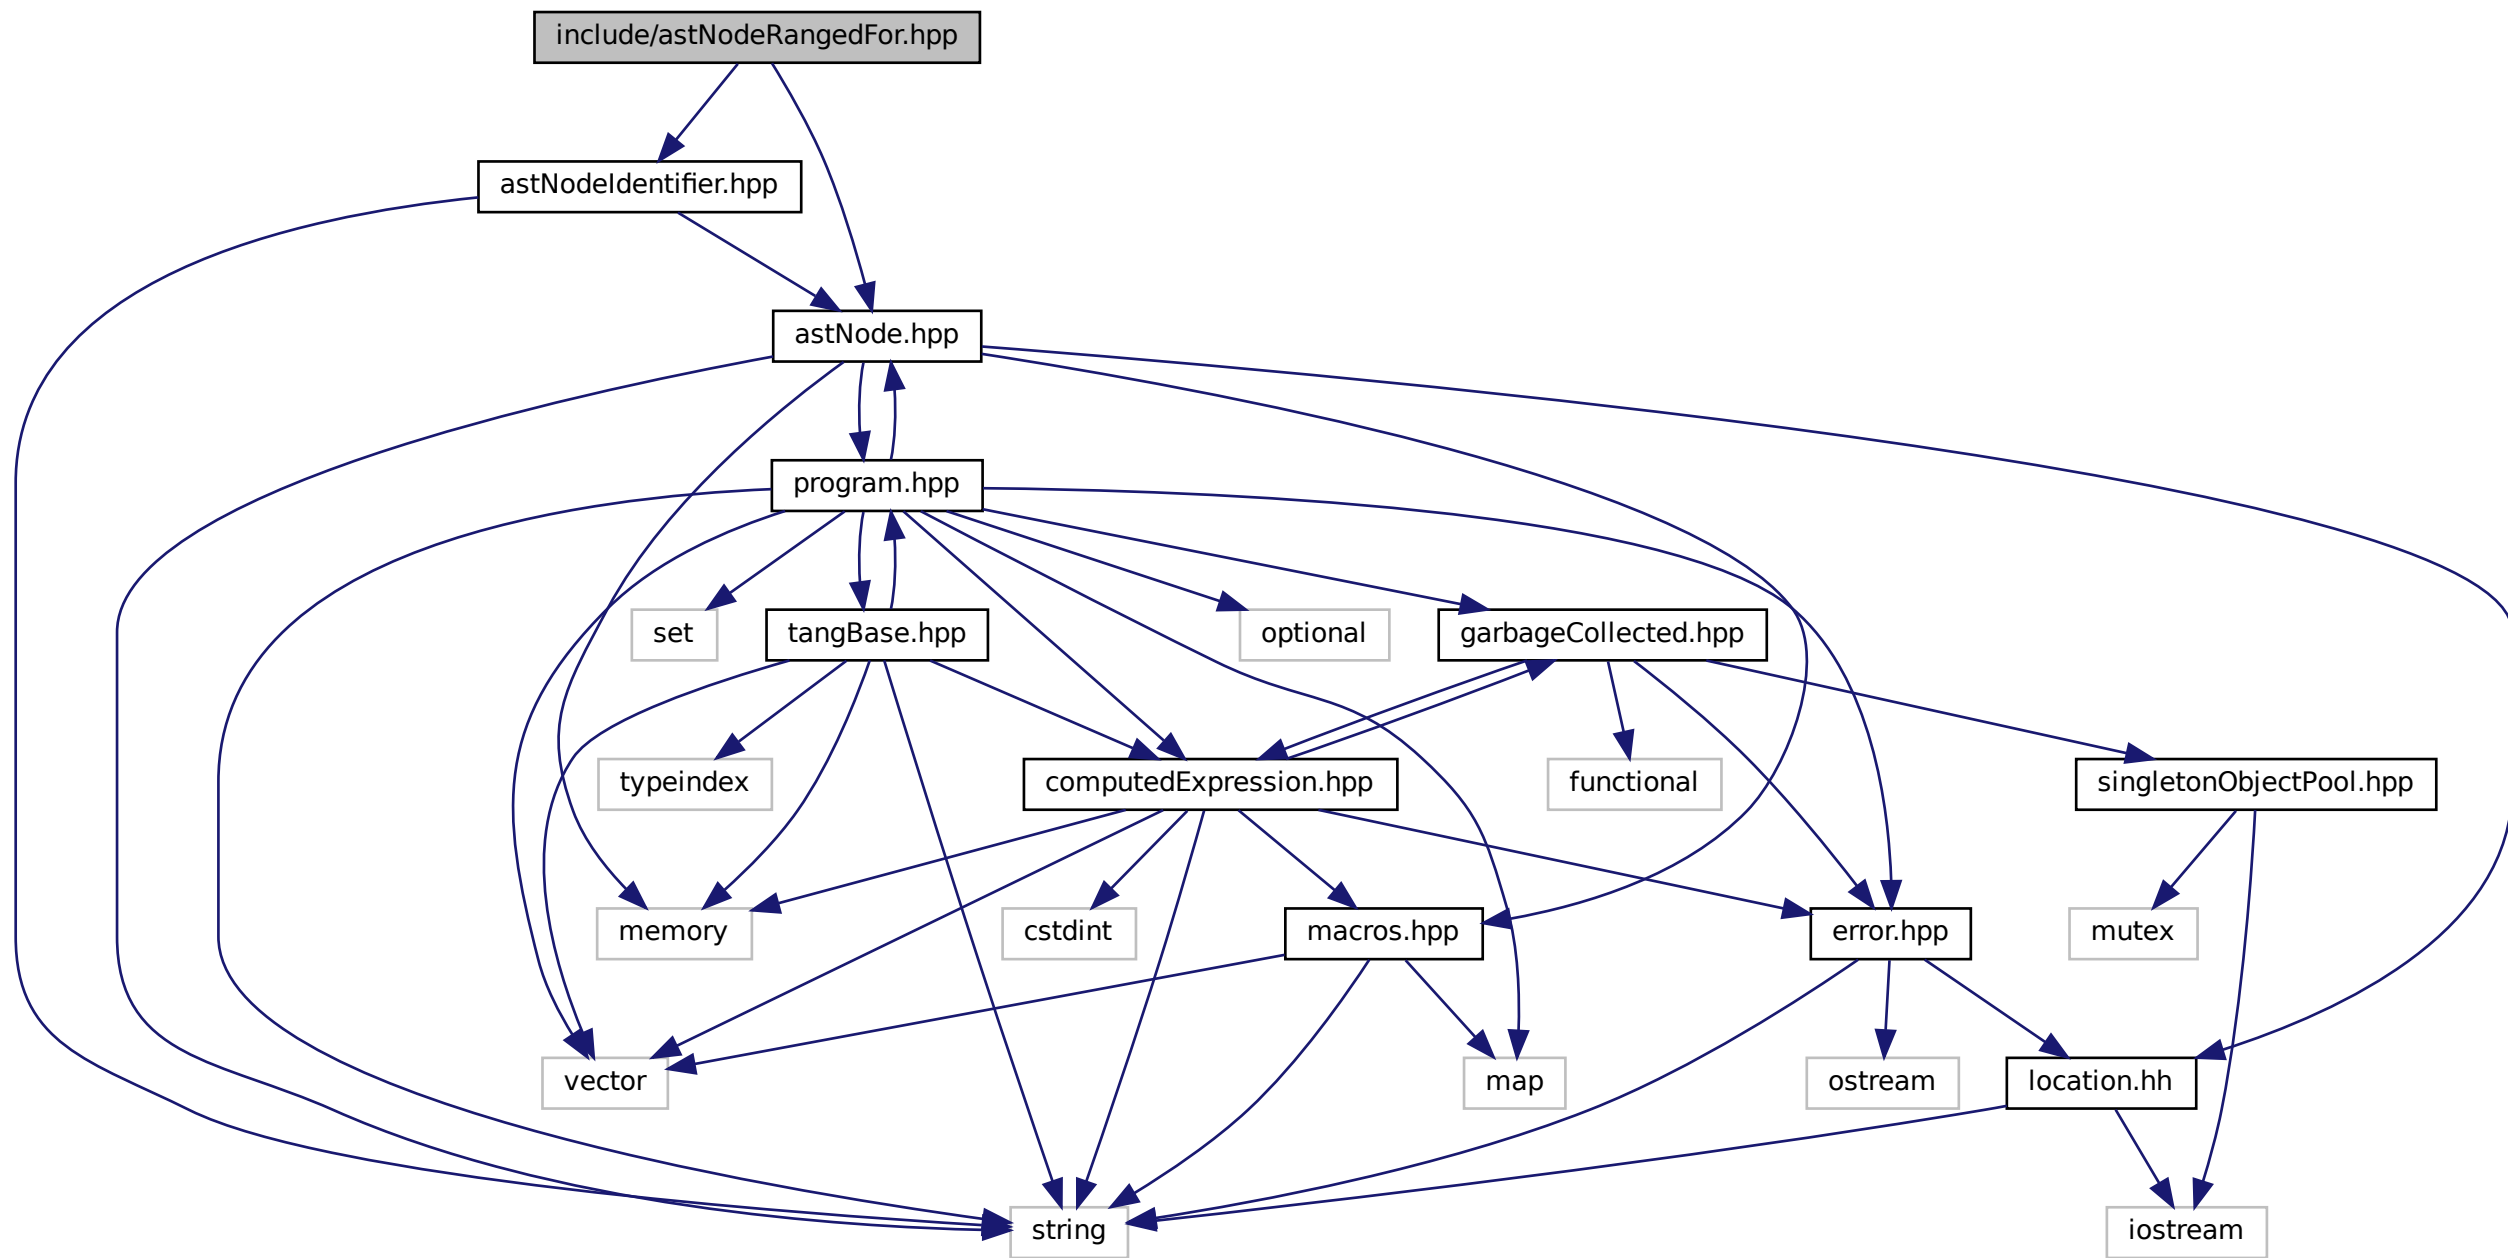 include/astNodeRangedFor.hpp
astNodeIdentifier.hpp
astNode.hpp
program.hpp
set
tangBase.hpp
optional
garbageCollected.hpp
typeindex
computedExpression.hpp
functional
singletonObjectPool.hpp
memory
cstdint
macros.hpp
error.hpp
mutex
vector
map
ostream
location.hh
string
iostream